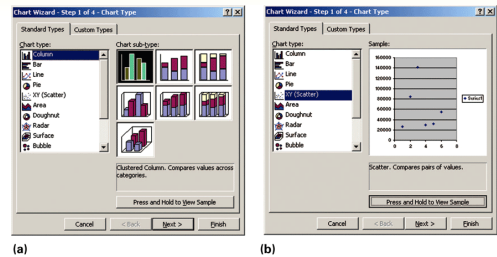 Chart Wizard - Step 1 of 4 - Chart Type
Standard Types
Custom Types
Chart type:
Column
Bar
Line
Pie
XY (Scatter)
Area
Doughnut
Radar
Surface
Bubble
Chart sub-type:
Clustered Column. Compares values across
categories.
Press and Hold to View Sample
Cancel
< Back
Next >
Finish
(a)
Chart Wizard - Step 1 of 4 - Chart Type
Standard Types
Custom Types
Chart type:
Column
Bar
Line
Pie
XY (Scatter)
Area
Doughnut
Radar
Surface
Bubble
Sample:
160000
140000
120000
100000
80000
60000
40000
20000
0
0 2 4 6 8
Series1
Scatter. Compares pairs of values.
Press and Hold to View Sample
Cancel
< Back
Next >
Finish
(b)